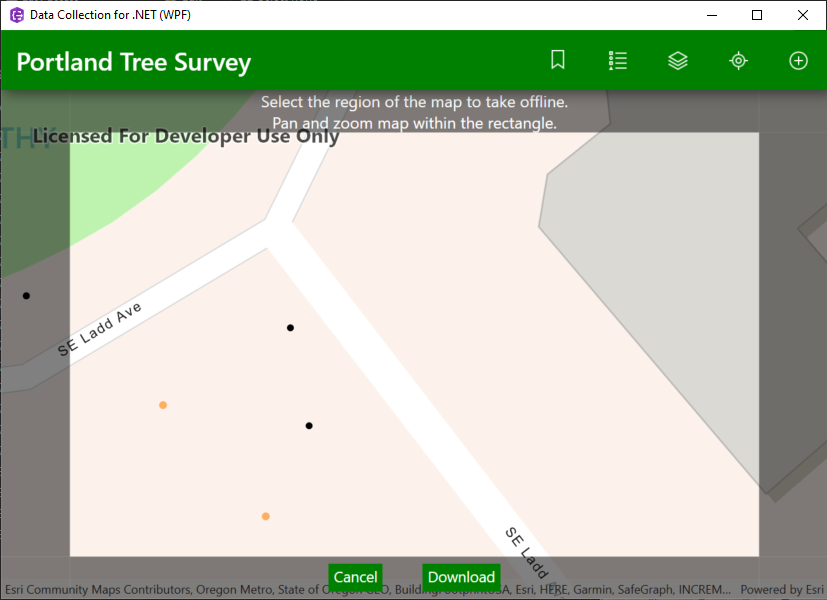 Data Collection for .NET (WPF)
Portland Tree Survey
Select the region of the map to take offline.
Pan and zoom map within the rectangle.
THY
Licensed For Developer Use Only
SE Ladd Ave
SE Ladd
Cancel
Download
Esri Community Maps Contributors, Oregon Metro, State of Oregon GEO, BuildingFootprintUSA, Esri, HERE, Garmin, SafeGraph, INCREM...
Powered by Esri